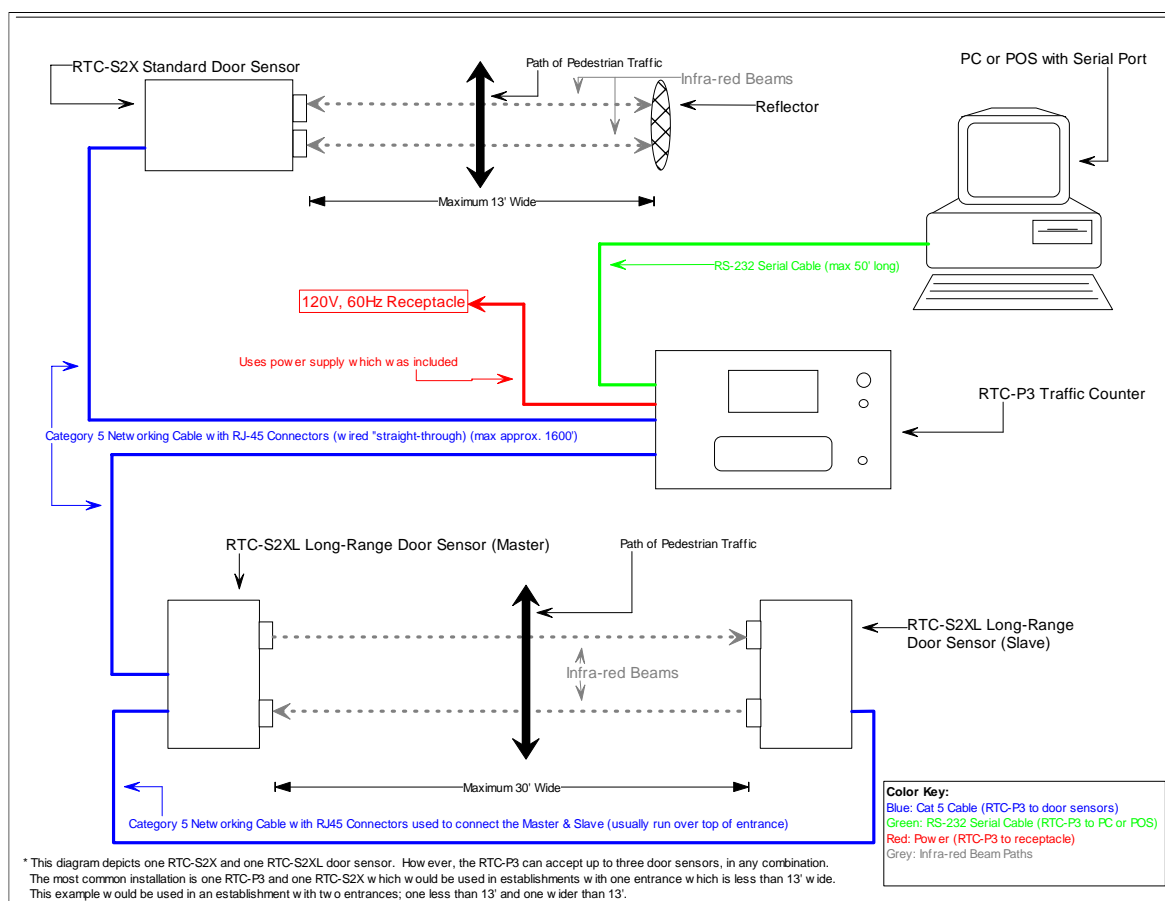 RTC-S2X Standard Door Sensor
Path of Pedestrian Traffic
Infra-red Beams
Reflector
PC or POS with Serial Port
Maximum 13' Wide
RS-232 Serial Cable (max 50' long)
120V, 60Hz Receptacle
Uses power supply which was included
RTC-P3 Traffic Counter
Category 5 Networking Cable with RJ-45 Connectors (wired "straight-through) (max approx. 1600')
RTC-S2XL Long-Range Door Sensor (Master)
Path of Pedestrian Traffic
RTC-S2XL Long-Range
Door Sensor (Slave)
Infra-red Beams
Maximum 30' Wide
Category 5 Networking Cable with RJ45 Connectors used to connect the Master & Slave (usually run over top of entrance)
Color Key:
Blue: Cat 5 Cable (RTC-P3 to door sensors)
Green: RS-232 Serial Cable (RTC-P3 to PC or POS)
Red: Power (RTC-P3 to receptacle)
Grey: Infra-red Beam Paths
* This diagram depicts one RTC-S2X and one RTC-S2XL door sensor. However, the RTC-P3 can accept up to three door sensors, in any combination.
The most common installation is one RTC-P3 and one RTC-S2X which would be used in establishments with one entrance which is less than 13' wide.
This example would be used in an establishment with two entrances; one less than 13' and one wider than 13'.